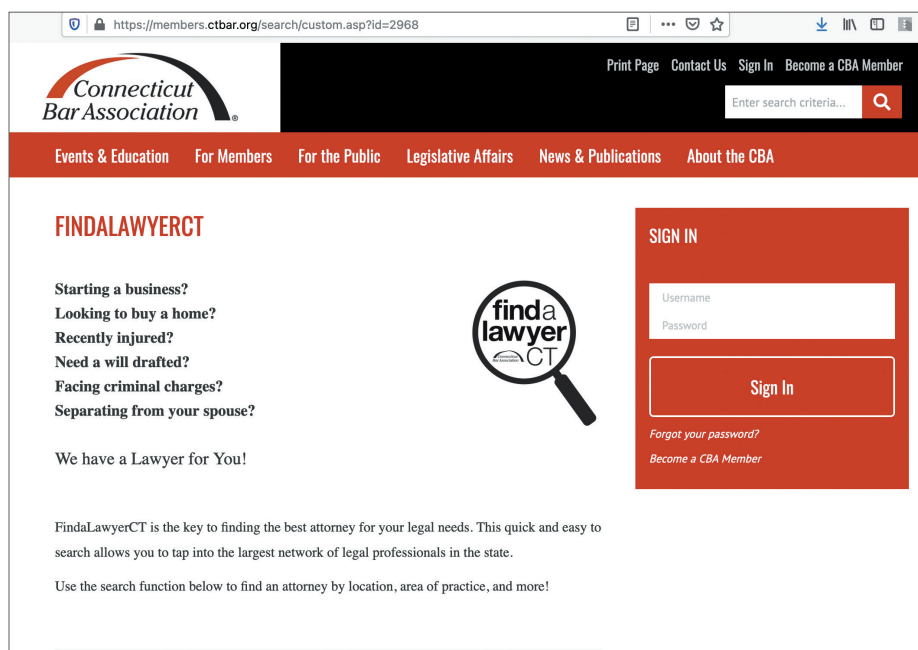 https://members.ctbar.org/search/custom.asp?id=2968
Print Page Contact Us Sign In Become a CBA Member
Connecticut
Bar Association
Enter search criteria...
Events & Education For Members For the Public Legislative Affairs News & Publications About the CBA
FINDALAWYERCT
Starting a business?
Looking to buy a home?
Recently injured?
Need a will drafted?
Facing criminal charges?
Separating from your spouse?
find a
lawyer
Connecticut
Bar Association
CT
We have a Lawyer for You!
FindaLawyerCT is the key to finding the best attorney for your legal needs. This quick and easy to
search allows you to tap into the largest network of legal professionals in the state.
Use the search function below to find an attorney by location, area of practice, and more!
SIGN IN
Username
Password
Sign In
Forgot your password?
Become a CBA Member